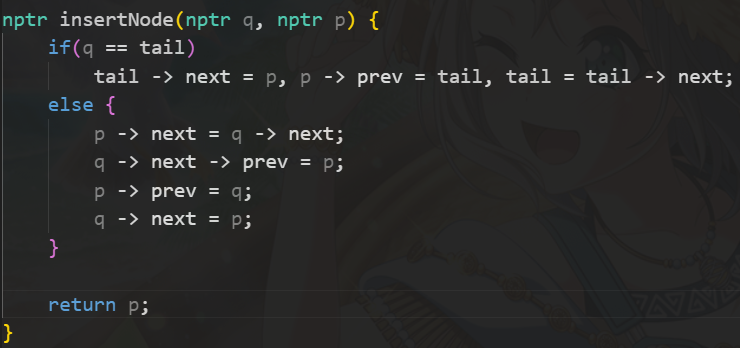 nptr insertNode(nptr q, nptr p) {
    if(q == tail)
        tail -> next = p, p -> prev = tail, tail = tail -> next;
    else {
        p -> next = q -> next;
        q -> next -> prev = p;
        p -> prev = q;
        q -> next = p;
    }

    return p;
}